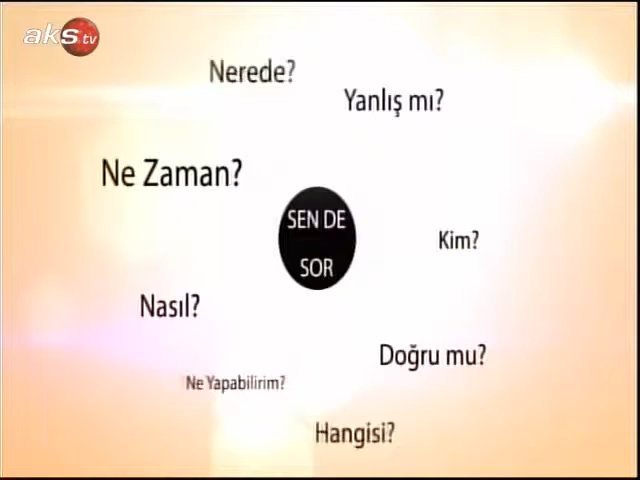 aks.tv
Nerede?
Yanlış mı?
Ne Zaman?
SEN DE
SOR
Kim?
Nasıl?
Doğru mu?
Ne Yapabilirim?
Hangisi?